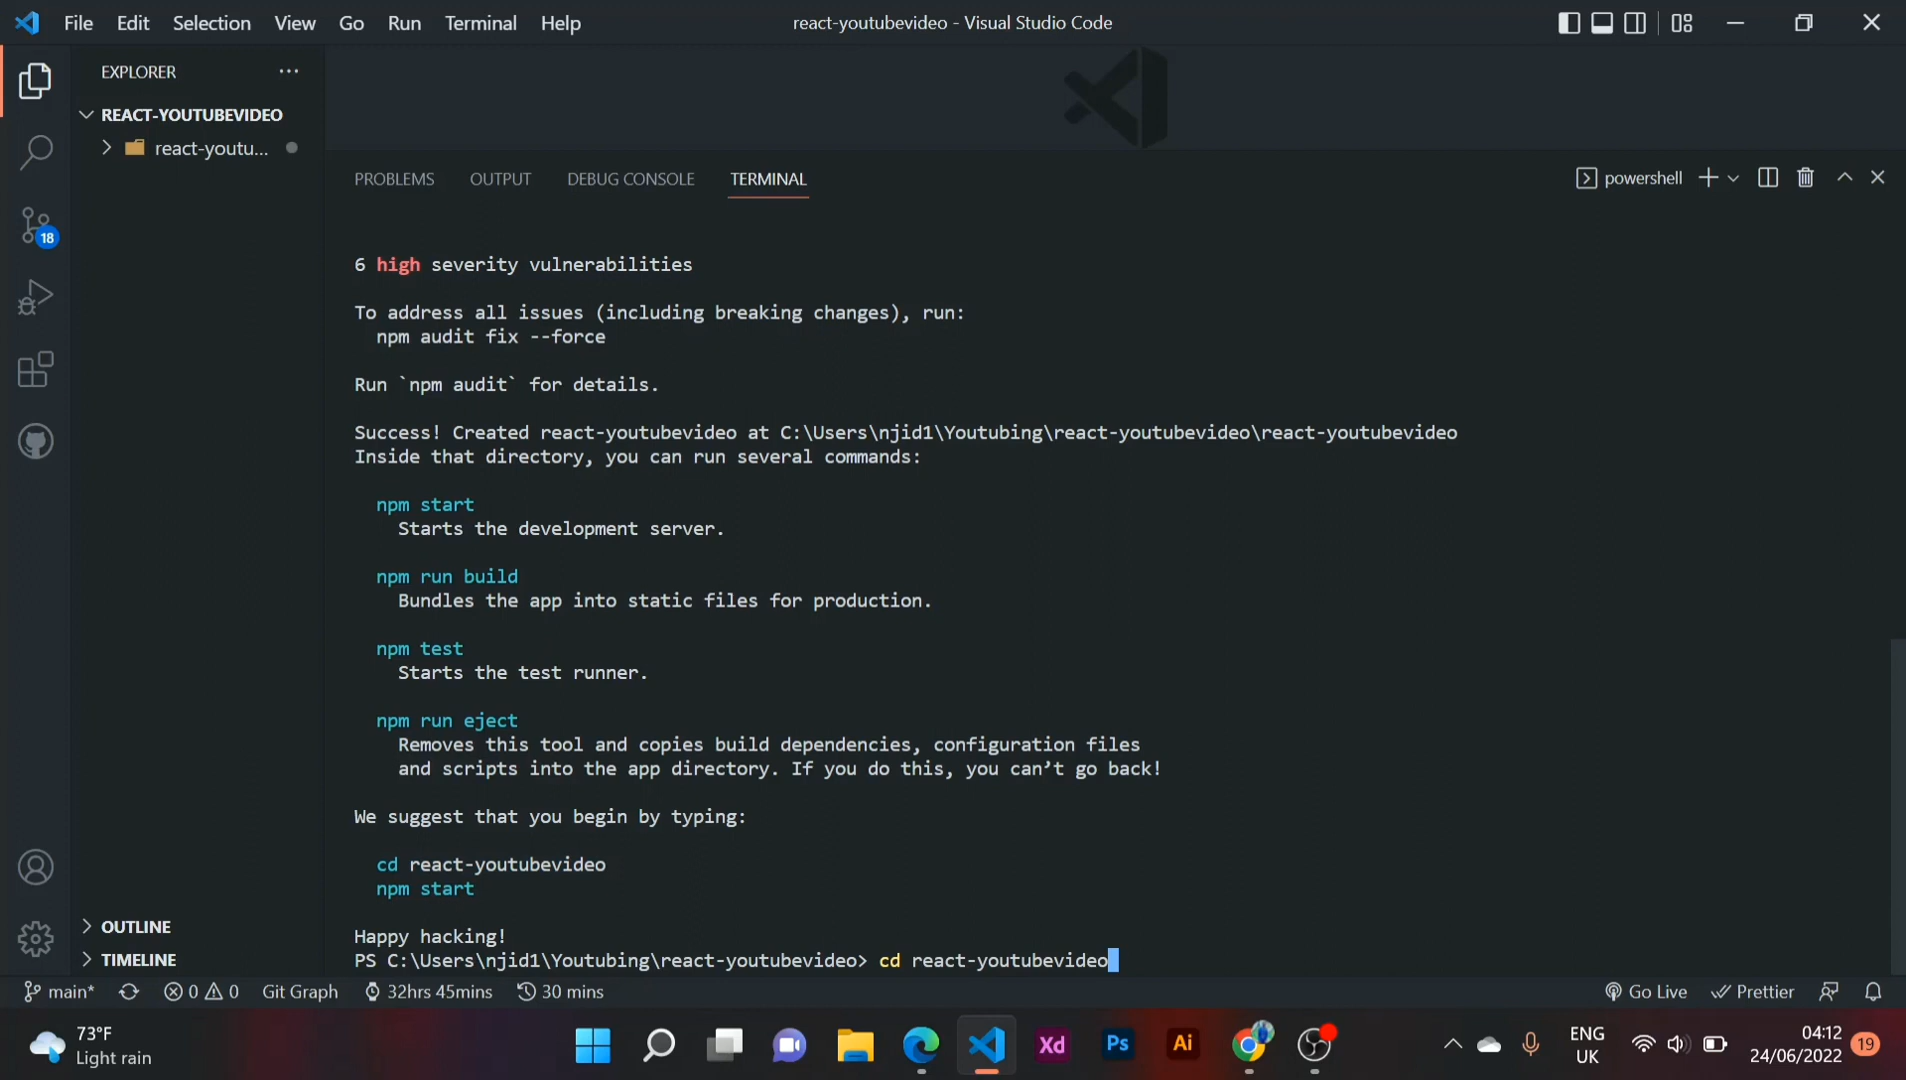 File Edit Selection View Go Run Terminal Help
react-youtubevideo - Visual Studio Code
EXPLORER
REACT-YOUTUBEVIDEO
react-youtu...
18
PROBLEMS OUTPUT DEBUG CONSOLE TERMINAL
powershell
6 high severity vulnerabilities
To address all issues (including breaking changes), run:
npm audit fix --force
Run `npm audit` for details.
Success! Created react-youtubevideo at C:\Users\njid1\Youtubing\react-youtubevideo\react-youtubevideo
Inside that directory, you can run several commands:
npm start
Starts the development server.
npm run build
Bundles the app into static files for production.
npm test
Starts the test runner.
npm run eject
Removes this tool and copies build dependencies, configuration files
and scripts into the app directory. If you do this, you can’t go back!
We suggest that you begin by typing:
cd react-youtubevideo
npm start
Happy hacking!
PS C:\Users\njid1\Youtubing\react-youtubevideo> cd react-youtubevideo
OUTLINE
TIMELINE
main* 0 0 Git Graph 32hrs 45mins 30 mins
Go Live Prettier
73°F
Light rain
Xd Ps Ai
ENG
UK
04:12
24/06/2022
19